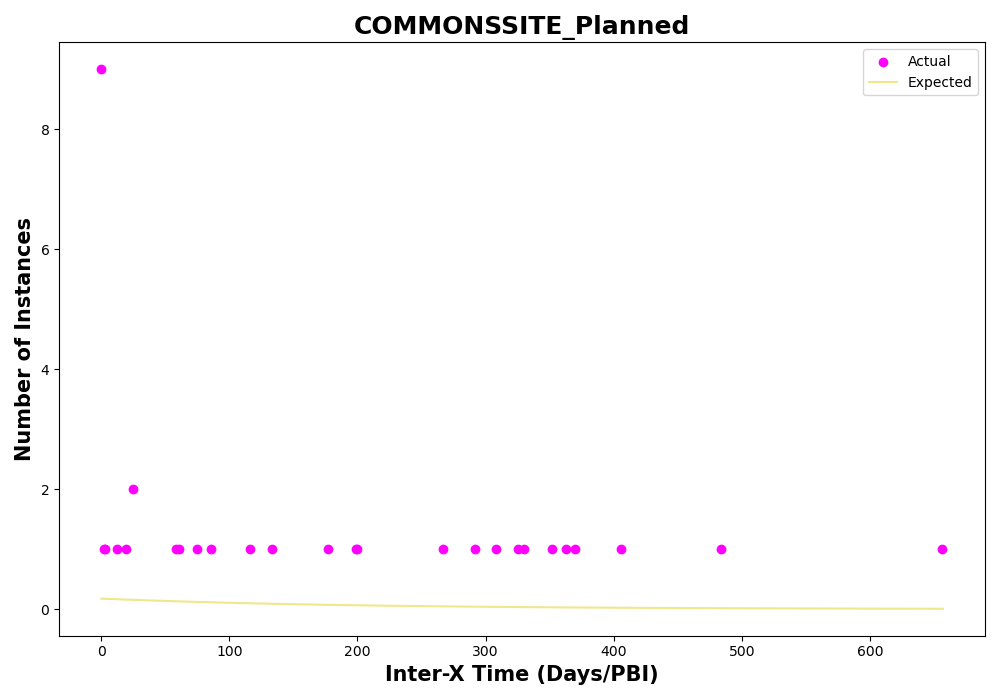 COMMONSSITE_Planned
Actual
Expected
Number of Instances
8
6
4
2
0
0 100 200 300 400 500 600
Inter-X Time (Days/PBI)